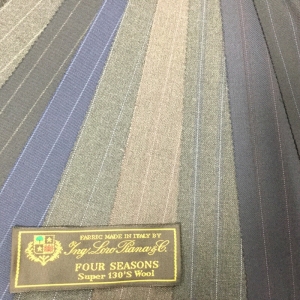 FABRIC MADE IN ITALY BY
Ing. Loro Piana & C.
FOUR SEASONS
Super 130'S Wool